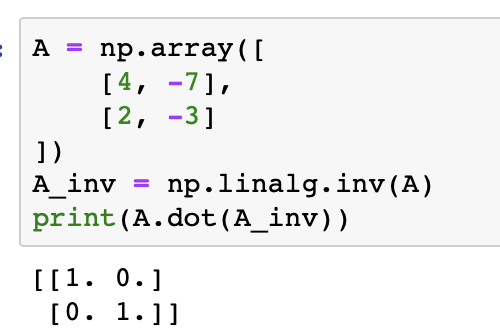 A = np.array([
    [4, -7],
    [2, -3]
])
A_inv = np.linalg.inv(A)
print(A.dot(A_inv))
[[1. 0.]
 [0. 1.]]